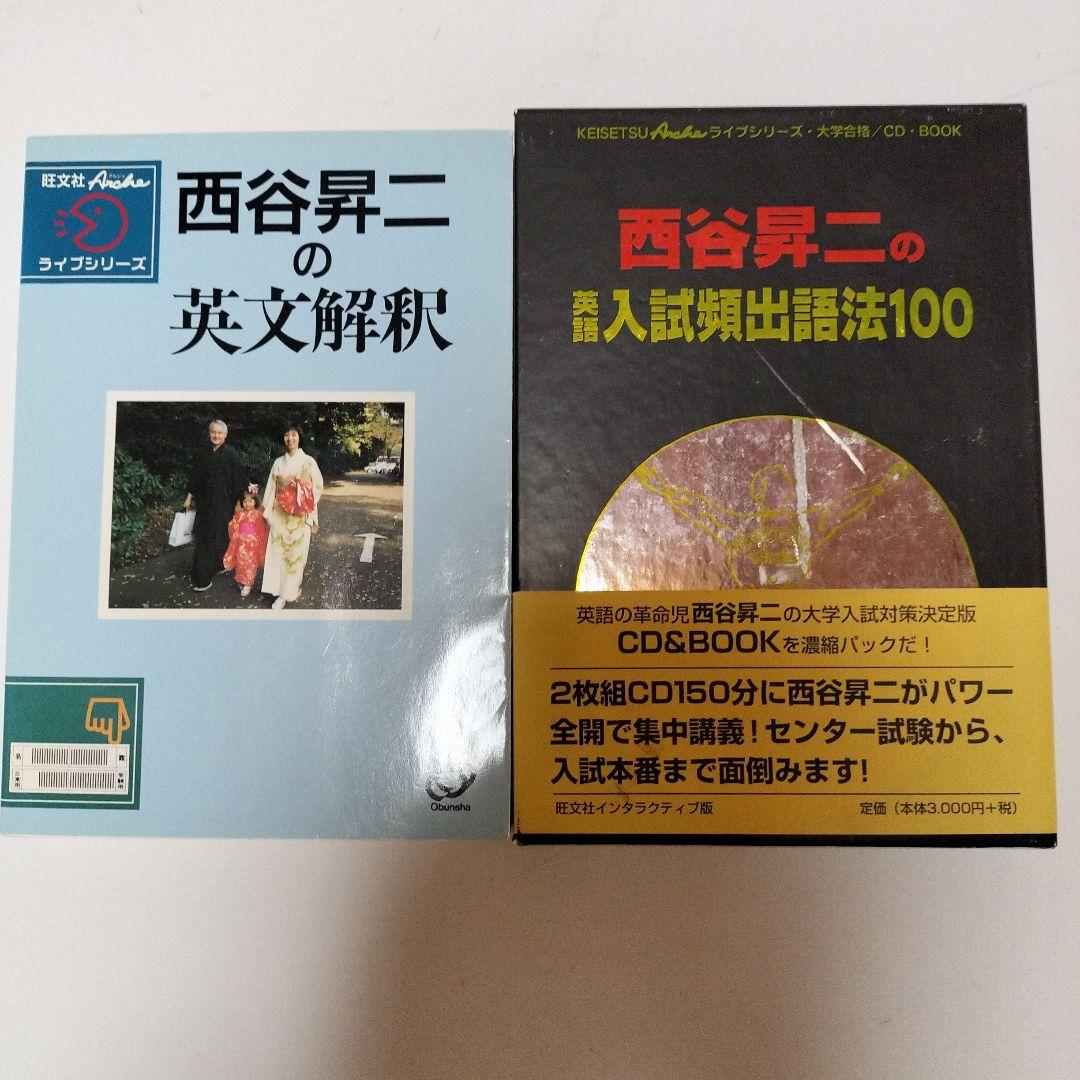 旺文社 Arche
アルシェ
ライブシリーズ
西谷昇二
の
英文解釈
Obunsha
KEISETSU Arche ライブシリーズ・大学合格/CD・BOOK
西谷昇二の
英語 入試頻出語法100
英語の革命児 西谷昇二の大学入試対策決定版
CD&BOOKを濃縮パックだ!
2枚組CD150分に西谷昇二がパワー
全開で集中講義!センター試験から、
入試本番まで面倒みます!
旺文社インタラクティブ版 定価(本体3.000円+税)